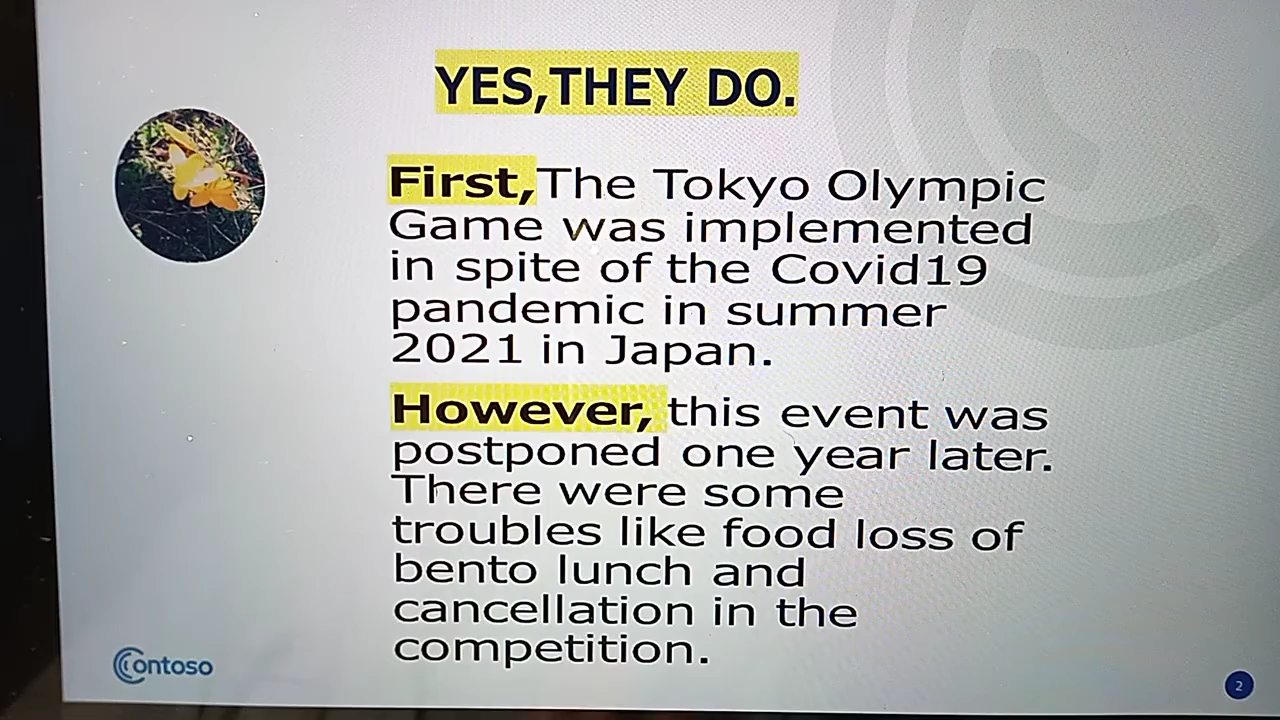 YES,THEY DO.
First,The Tokyo Olympic
Game was implemented
in spite of the Covid19
pandemic in summer
2021 in Japan.
However, this event was
postponed one year later.
There were some
troubles like food loss of
bento lunch and
cancellation in the
competition.
Contoso
2